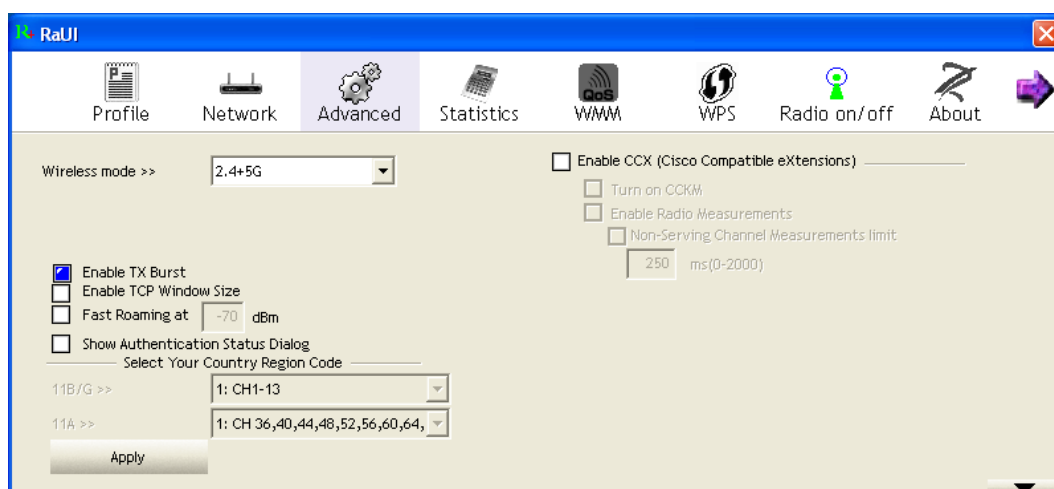 RaUI
Profile Network Advanced Statistics WMM WPS Radio on/off About
QoS
Wireless mode >> 2.4+5G
Enable CCX (Cisco Compatible eXtensions)
Turn on CCKM
Enable Radio Measurements
Non-Serving Channel Measurements limit
250 ms(0-2000)
Enable TX Burst
Enable TCP Window Size
Fast Roaming at -70 dBm
Show Authentication Status Dialog
Select Your Country Region Code
11B/G >> 1: CH1-13
11A >> 1: CH 36,40,44,48,52,56,60,64,
Apply